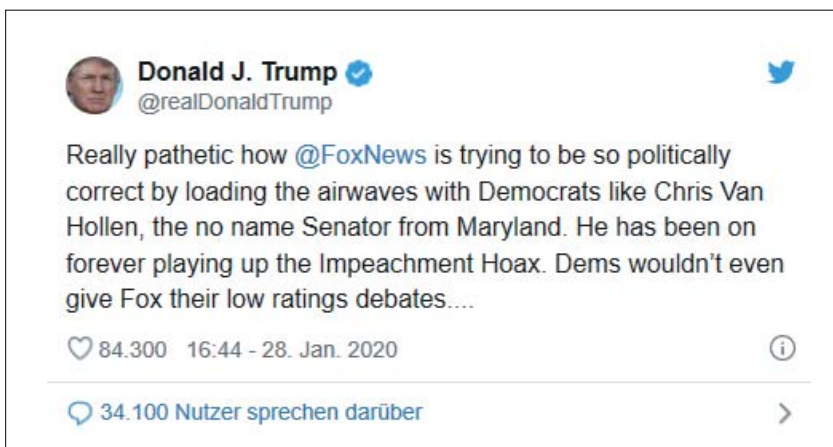 Donald J. Trump
@realDonaldTrump
Really pathetic how @FoxNews is trying to be so politically
correct by loading the airwaves with Democrats like Chris Van
Hollen, the no name Senator from Maryland. He has been on
forever playing up the Impeachment Hoax. Dems wouldn't even
give Fox their low ratings debates....
84.300 16:44 - 28. Jan. 2020
34.100 Nutzer sprechen darüber